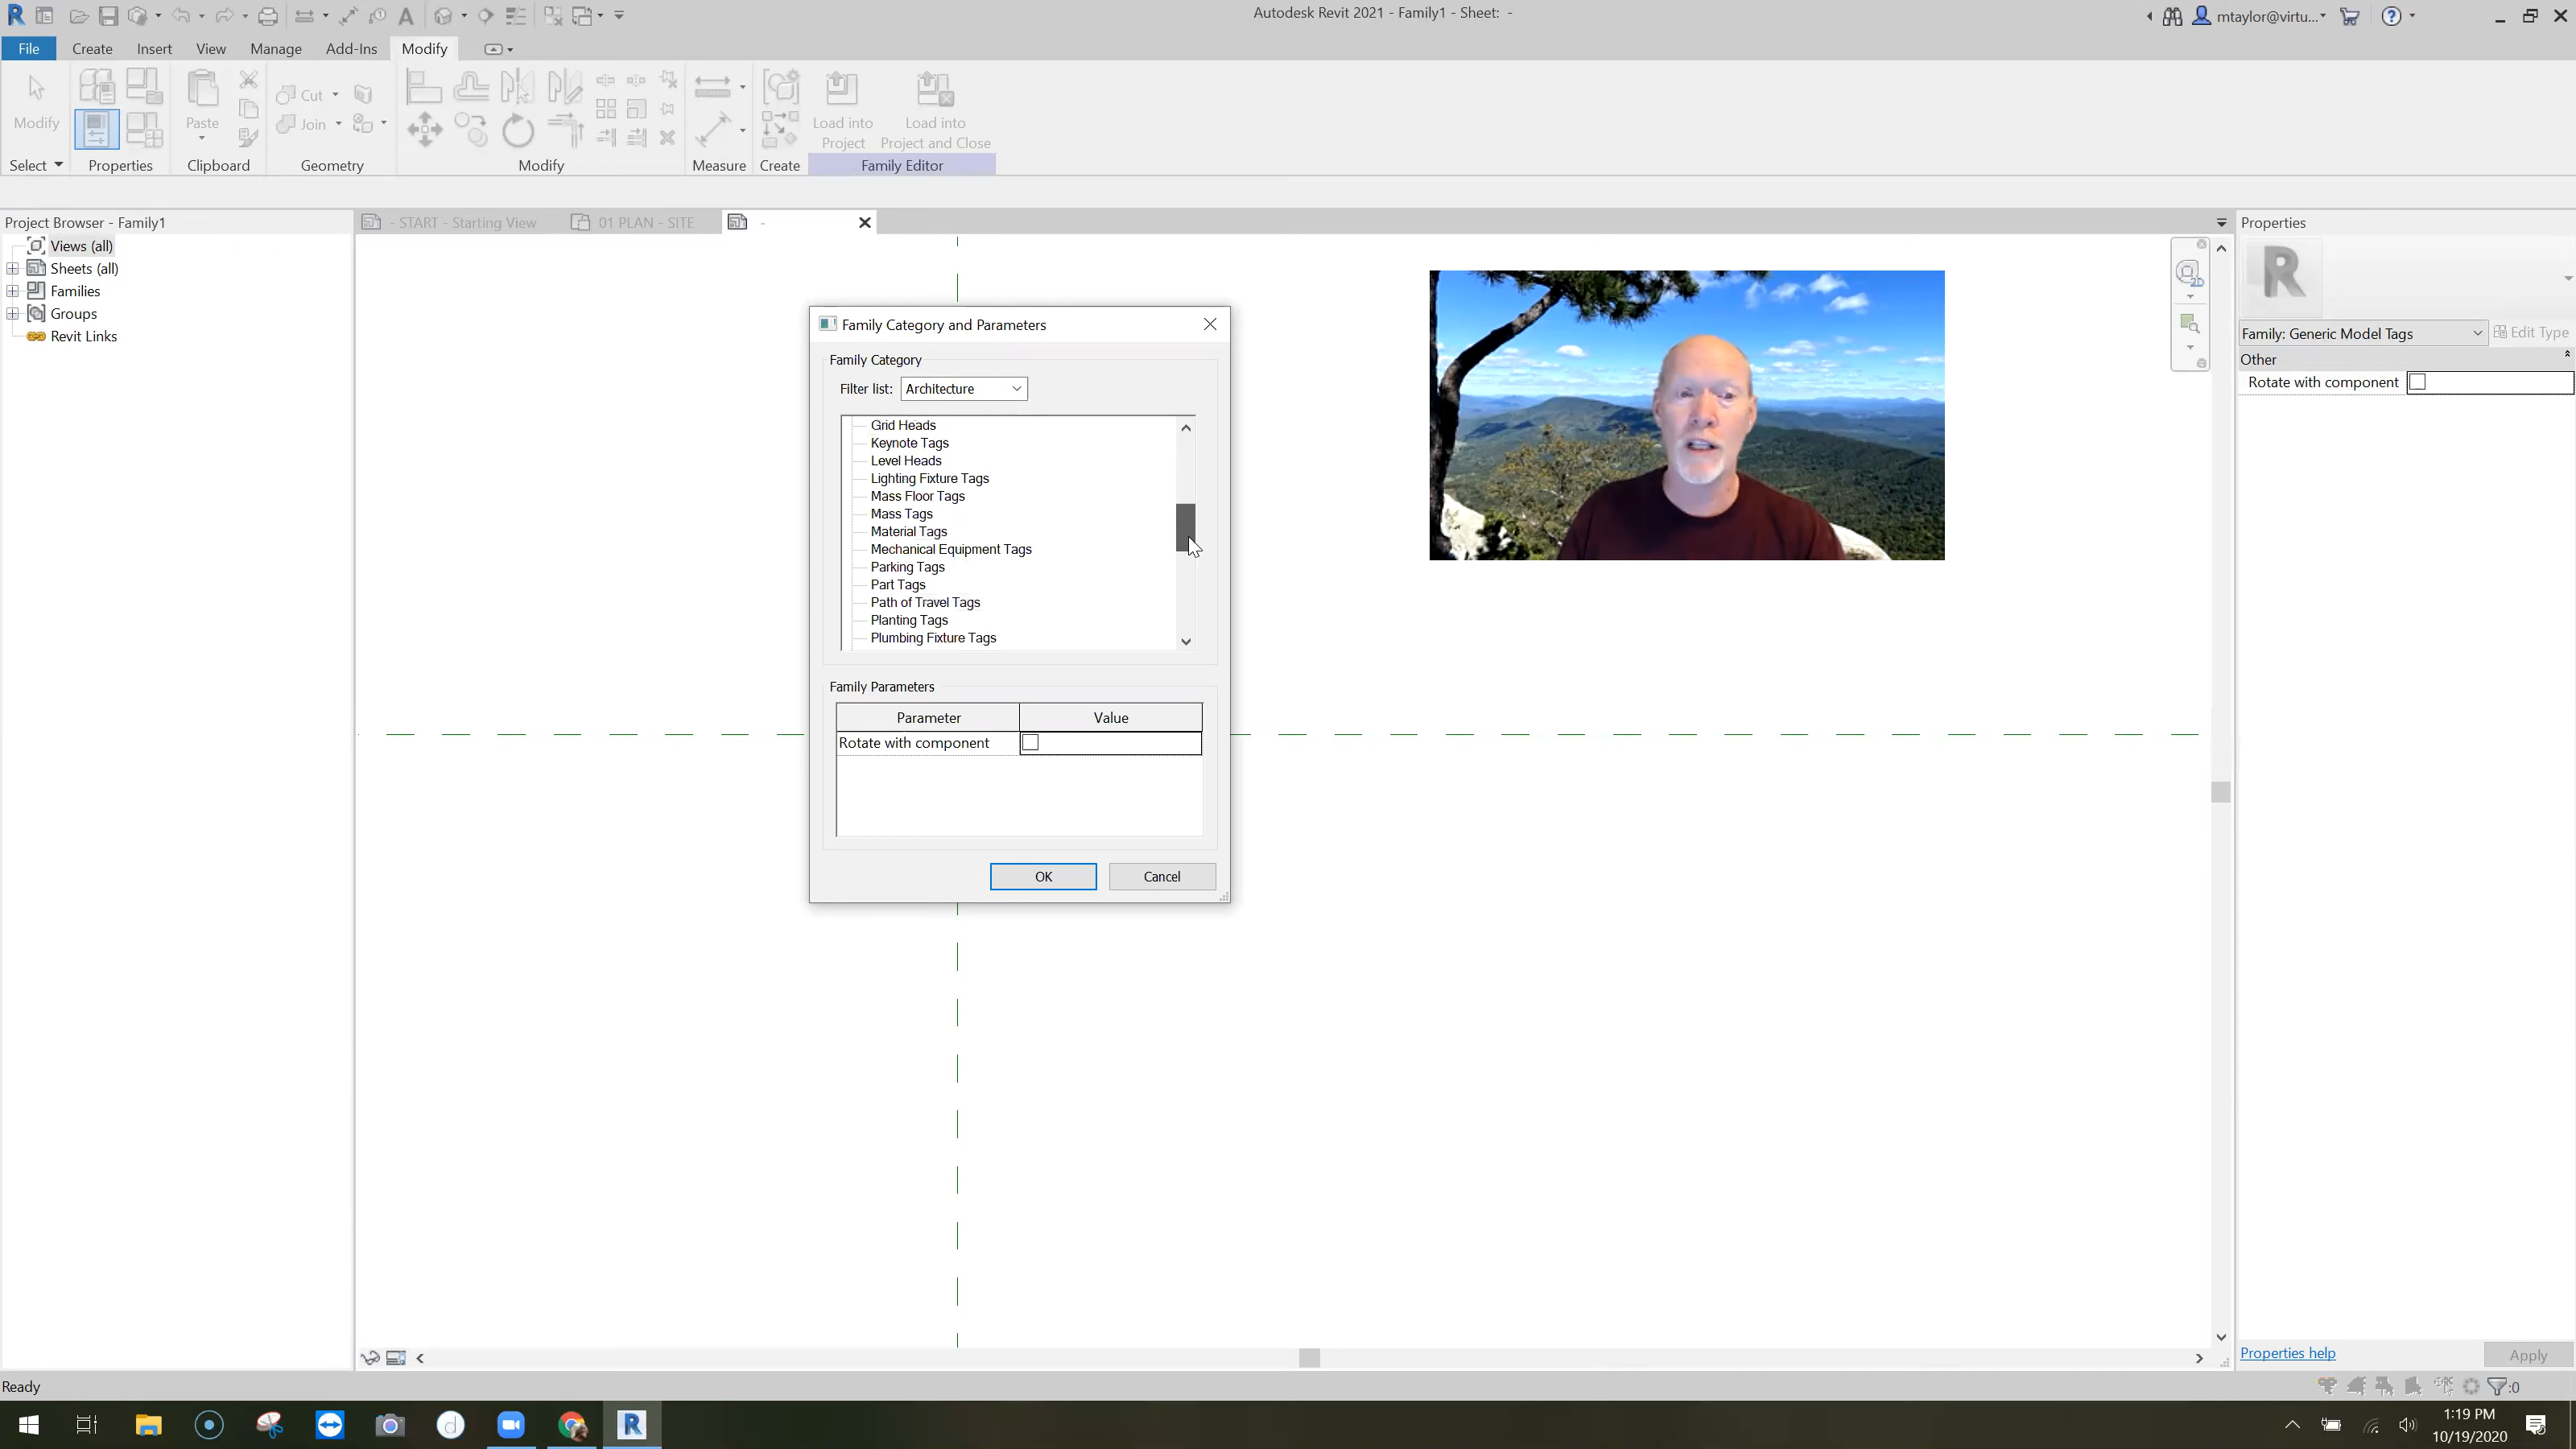 Autodesk Revit 2021 - Family1 - Sheet: -
mtaylor@virtu...
File Create Insert View Manage Add-Ins Modify
Modify
Paste
Cut
Join
Load into Project
Load into Project and Close
Select Properties Clipboard Geometry Modify Measure Create Family Editor
Project Browser - Family1
- START - Starting View
01 PLAN - SITE
-
Properties
Views (all)
Sheets (all)
Families
Groups
Revit Links
2D
Family: Generic Model Tags
Edit Type
Other
Rotate with component
Family Category and Parameters
Family Category
Filter list: Architecture
Grid Heads
Keynote Tags
Level Heads
Lighting Fixture Tags
Mass Floor Tags
Mass Tags
Material Tags
Mechanical Equipment Tags
Parking Tags
Part Tags
Path of Travel Tags
Planting Tags
Plumbing Fixture Tags
Family Parameters
Parameter Value
Rotate with component
OK Cancel
Properties help
Apply
Ready
:0
1:19 PM
10/19/2020